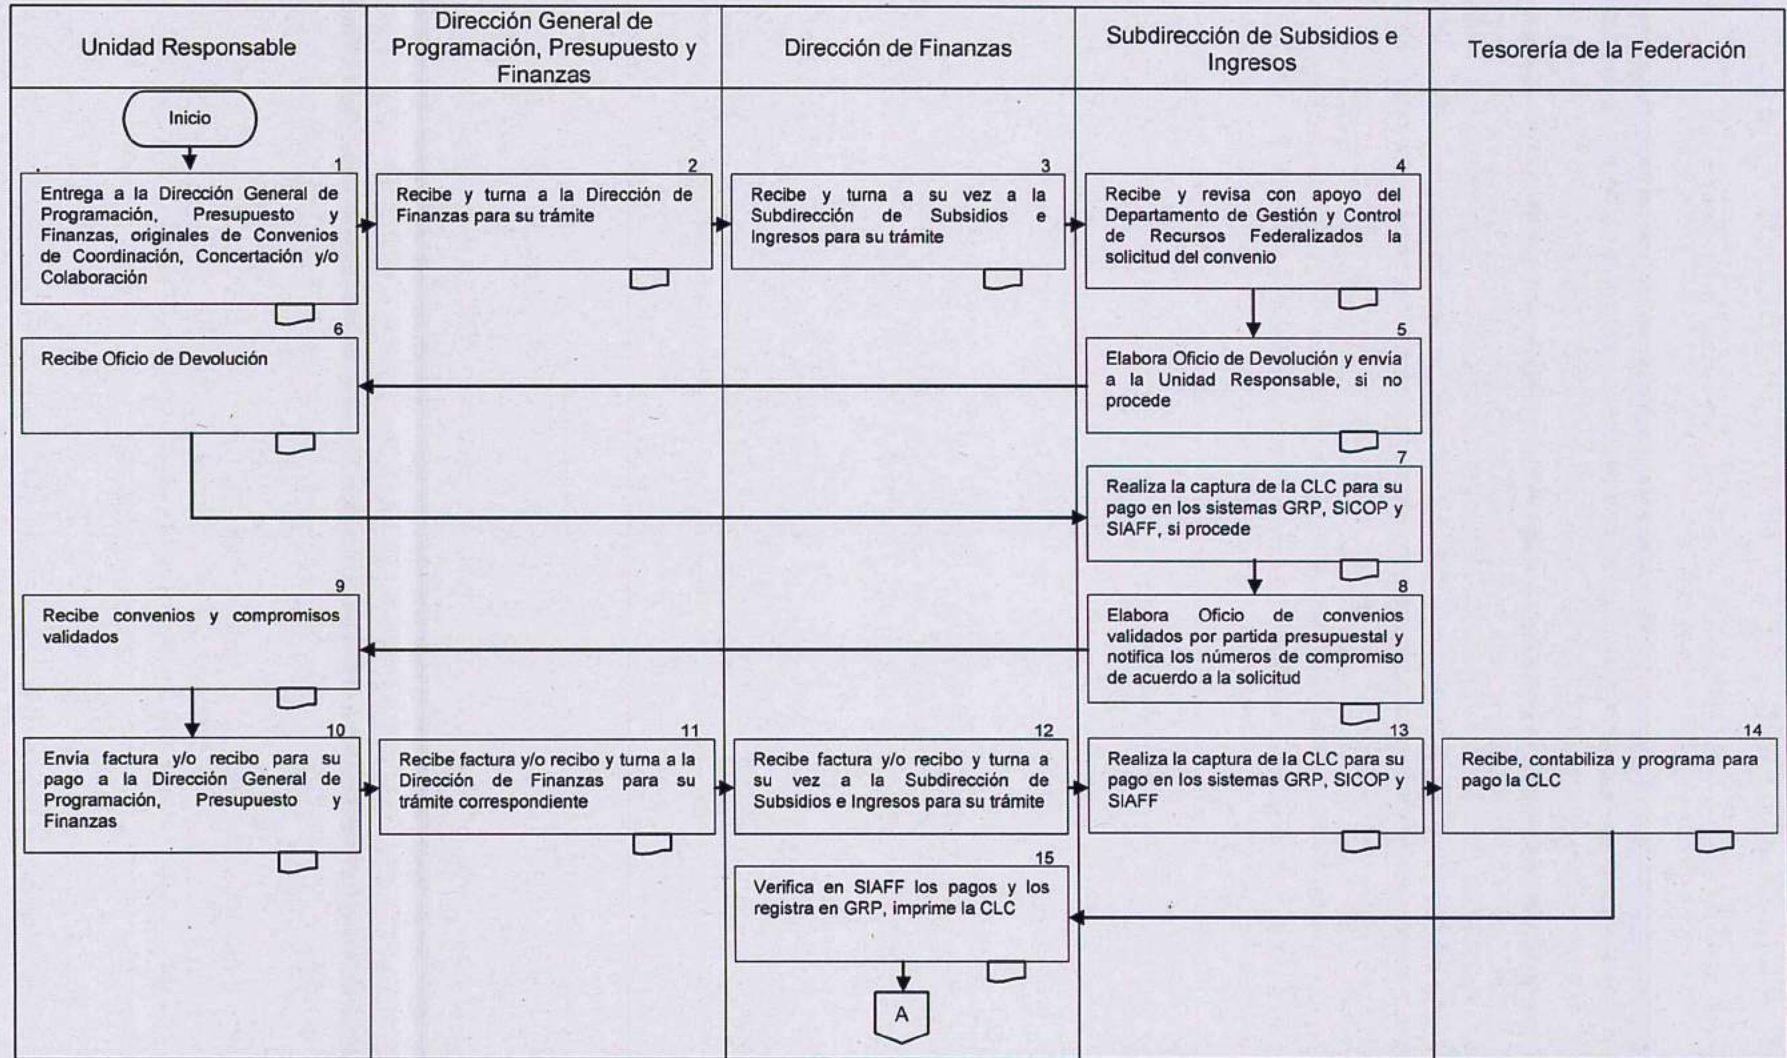 Unidad Responsable
Dirección General de
Programación, Presupuesto y
Finanzas
Dirección de Finanzas
Subdirección de Subsidios e
Ingresos
Tesorería de la Federación
Inicio
1
Entrega a la Dirección General de
Programación, Presupuesto y
Finanzas, originales de Convenios
de Coordinación, Concertación y/o
Colaboración
2
Recibe y turna a la Dirección de
Finanzas para su trámite
3
Recibe y turna a su vez a la
Subdirección de Subsidios e
Ingresos para su trámite
4
Recibe y revisa con apoyo del
Departamento de Gestión y Control
de Recursos Federalizados la
solicitud del convenio
5
Elabora Oficio de Devolución y envía
a la Unidad Responsable, si no
procede
6
Recibe Oficio de Devolución
7
Realiza la captura de la CLC para su
pago en los sistemas GRP, SICOP y
SIAFF, si procede
8
Elabora Oficio de convenios
validados por partida presupuestal y
notifica los números de compromiso
de acuerdo a la solicitud
9
Recibe convenios y compromisos
validados
10
Envía factura y/o recibo para su
pago a la Dirección General de
Programación, Presupuesto y
Finanzas
11
Recibe factura y/o recibo y turna a la
Dirección de Finanzas para su
trámite correspondiente
12
Recibe factura y/o recibo y turna a
su vez a la Subdirección de
Subsidios e Ingresos para su trámite
13
Realiza la captura de la CLC para su
pago en los sistemas GRP, SICOP y
SIAFF
14
Recibe, contabiliza y programa para
pago la CLC
15
Verifica en SIAFF los pagos y los
registra en GRP, imprime la CLC
A